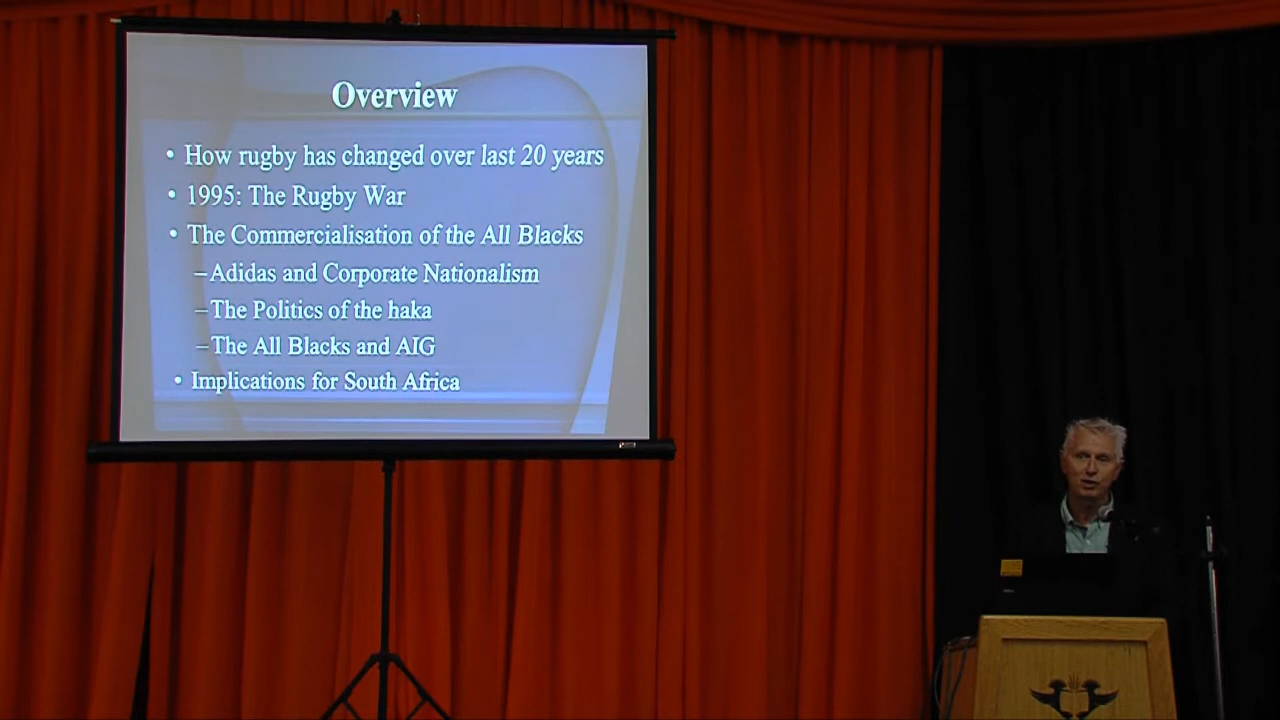 Overview
• How rugby has changed over last 20 years
• 1995: The Rugby War
• The Commercialisation of the All Blacks
–Adidas and Corporate Nationalism
–The Politics of the haka
–The All Blacks and AIG
• Implications for South Africa